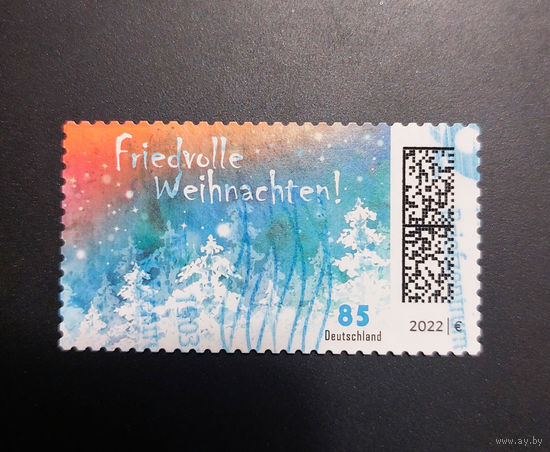 Friedvolle
Weihnachten!
85
Deutschland
2022 | €
www.ay.by